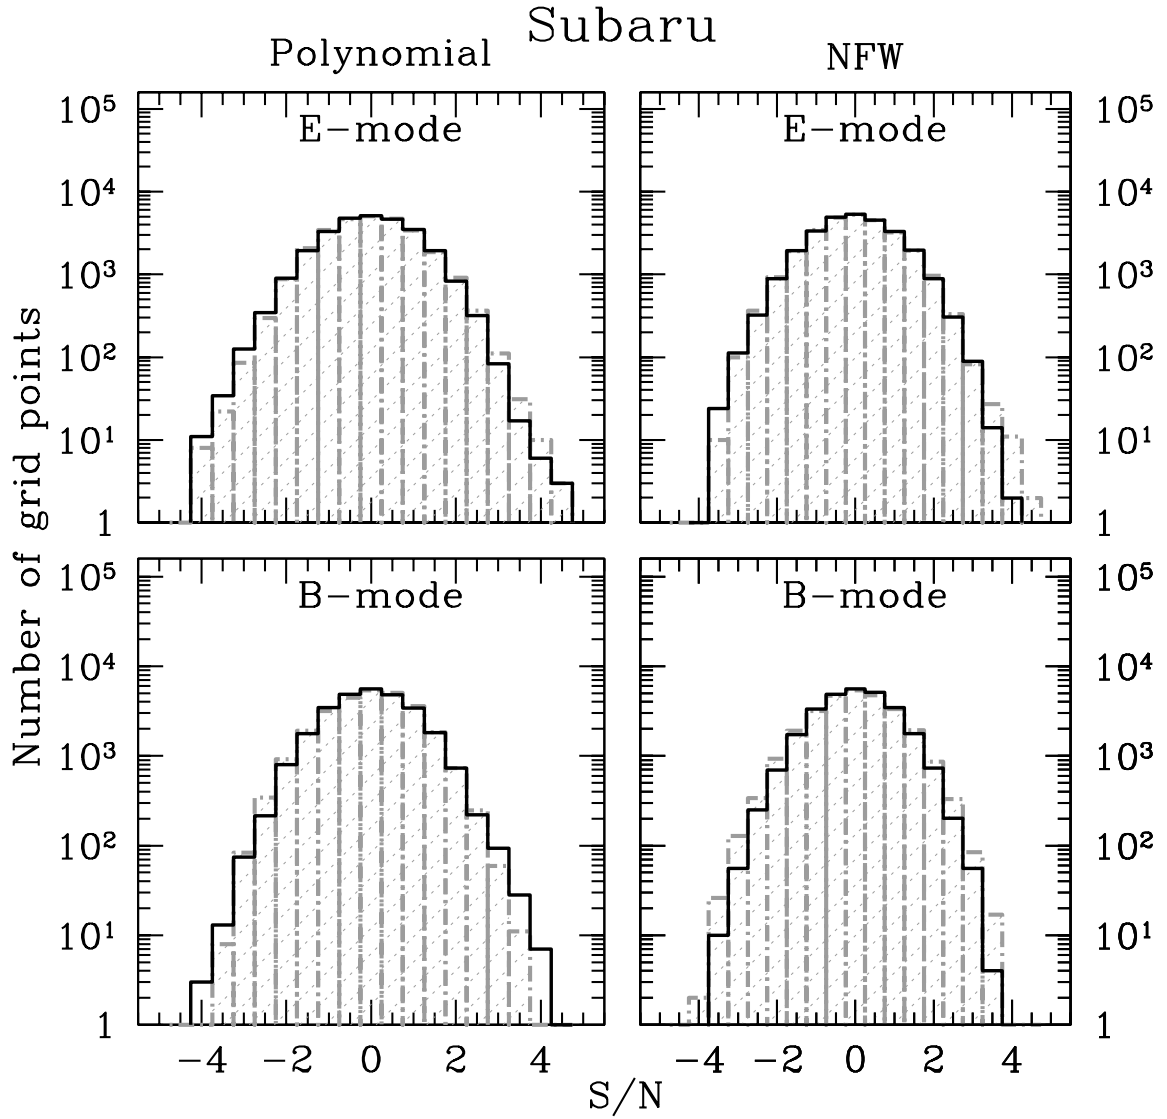 Subaru
Polynomial NFW
E-mode E-mode
10⁵ 10⁵
10⁴ 10⁴
10³ 10³
10² 10²
10¹ 10¹
1 1
Number of grid points
B-mode B-mode
10⁵ 10⁵
10⁴ 10⁴
10³ 10³
10² 10²
10¹ 10¹
1 1
−4 −2 0 2 4 −4 −2 0 2 4
S/N